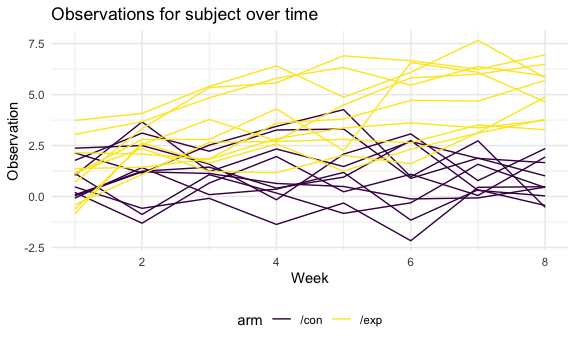 Observations for subject over time
7.5
5.0
2.5
0.0
-2.5
Observation
2
4
6
8
Week
arm /con /exp